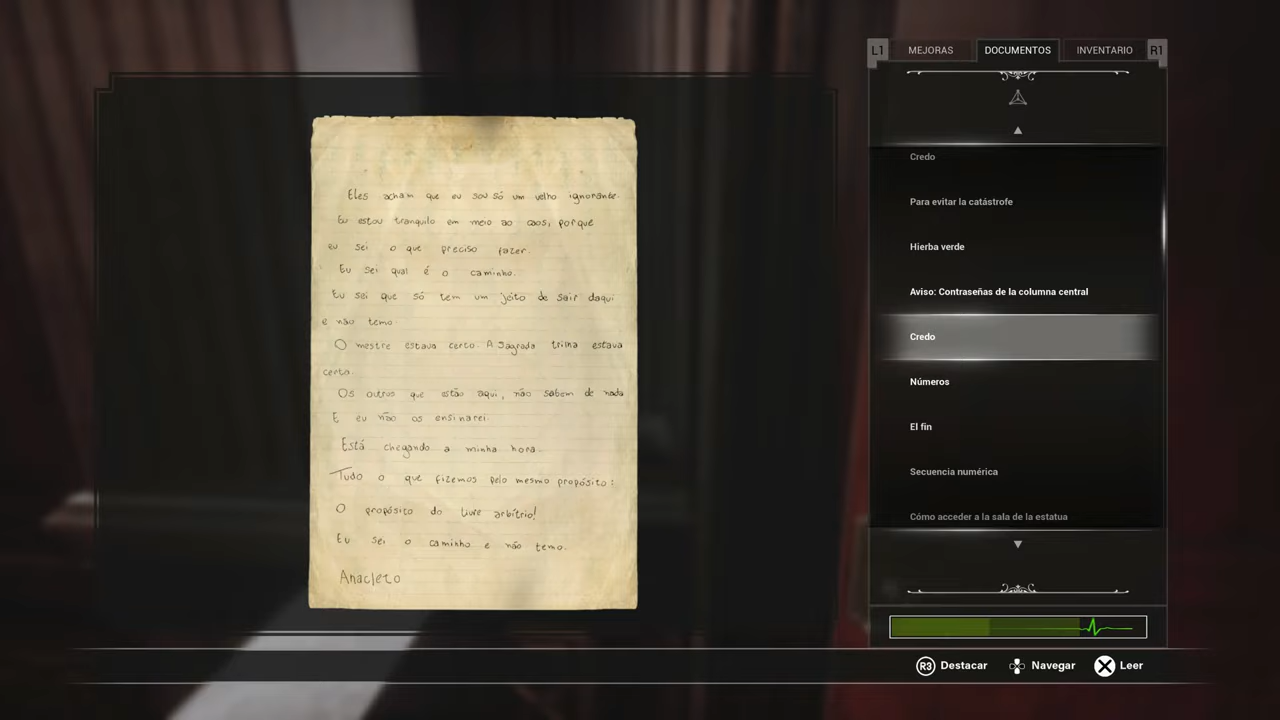 L1
MEJORAS
DOCUMENTOS
INVENTARIO
R1
Eles acham que eu sou só um velho ignorante.
Eu estou tranquilo em meio ao caos, porque
eu sei o que preciso fazer.
Eu sei qual é o caminho.
Eu sei que só tem um jeito de sair daqui
e não temo.
O mestre estava certo. A Sagrada trilha estava
certa.
Os outros que estão aqui, não sabem de nada
E eu não os ensinarei.
Está chegando a minha hora.
Tudo o que fizemos pelo mesmo propósito:
O propósito do livre arbítrio!
Eu sei o caminho e não temo.
Anacleto
Credo
Para evitar la catástrofe
Hierba verde
Aviso: Contraseñas de la columna central
Credo
Números
El fin
Secuencia numérica
Cómo acceder a la sala de la estatua
R3 Destacar
Navegar
Leer